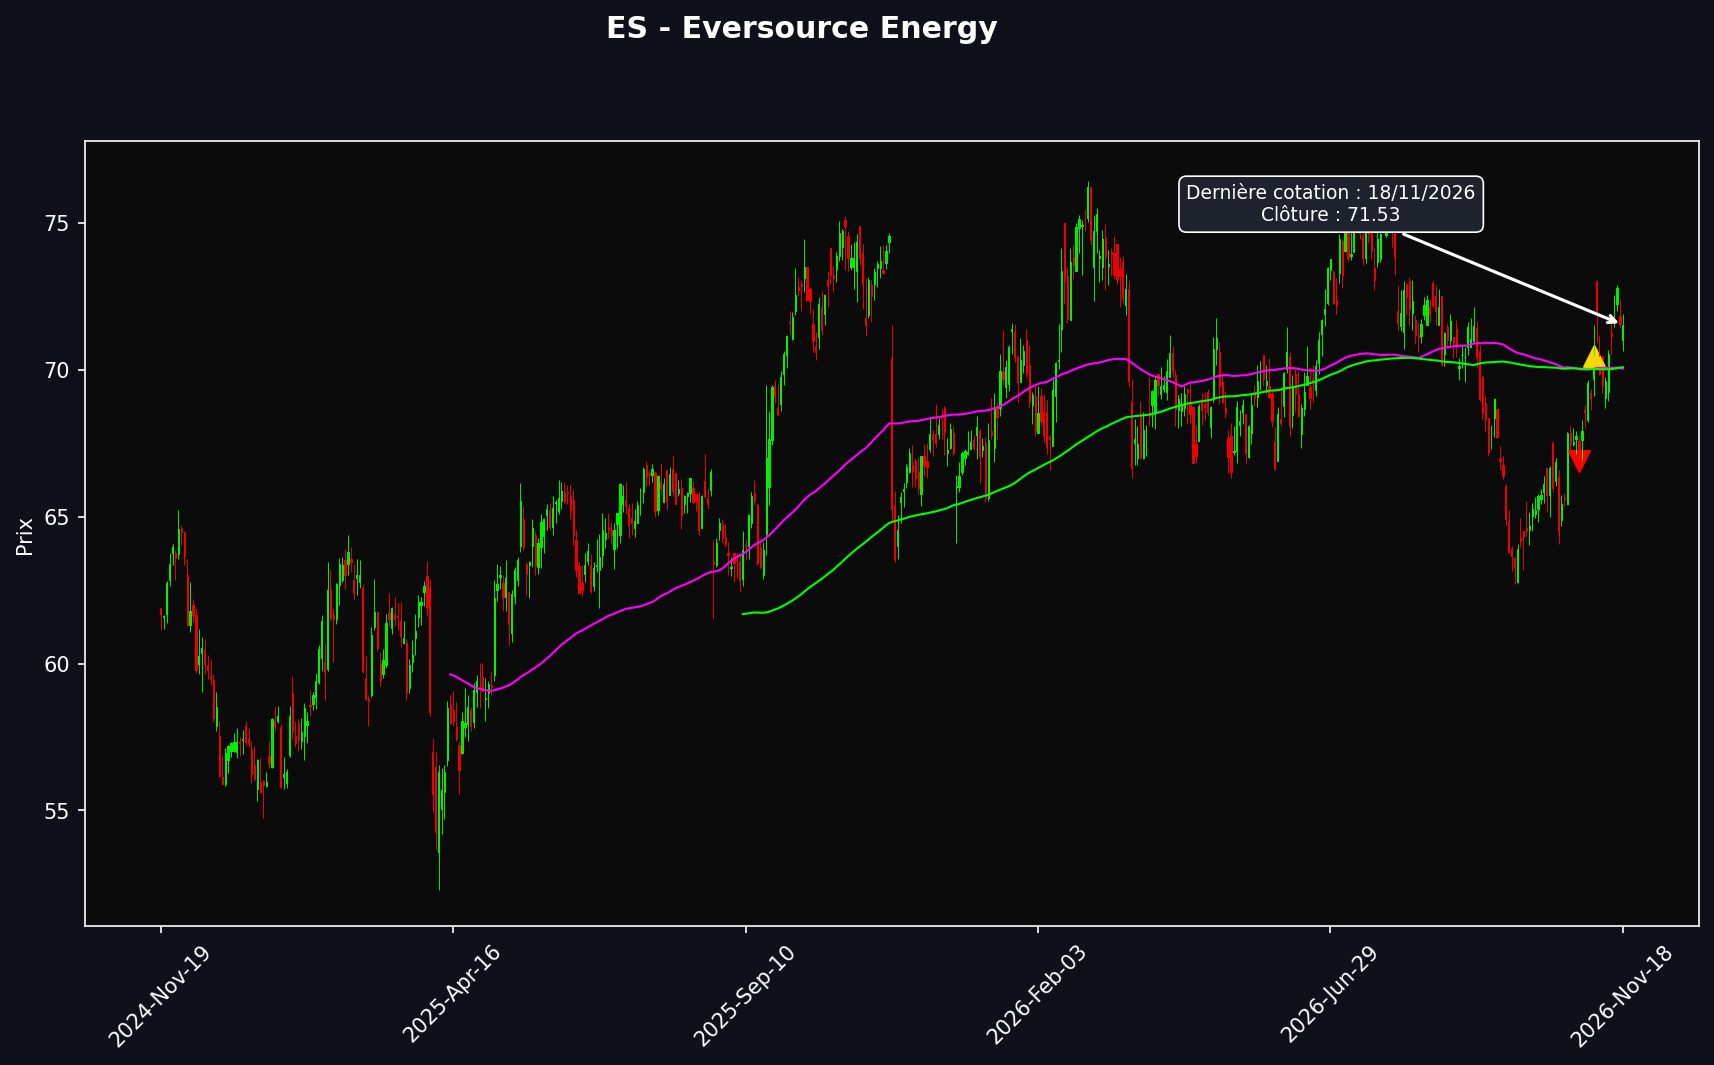 ES - Eversource Energy
Dernière cotation : 18/11/2026
Clôture : 71.53
Prix
75
70
65
60
55
2024-Nov-19
2025-Apr-16
2025-Sep-10
2026-Feb-03
2026-Jun-29
2026-Nov-18